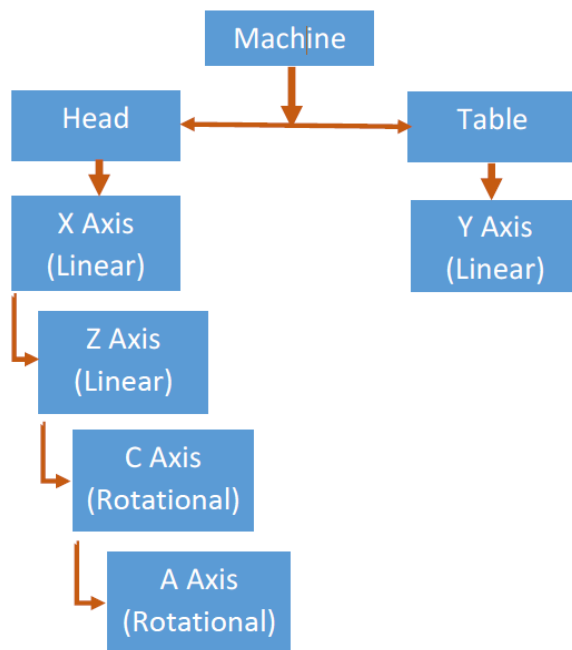 Machine
Head
Table
X Axis
(Linear)
Y Axis
(Linear)
Z Axis
(Linear)
C Axis
(Rotational)
A Axis
(Rotational)